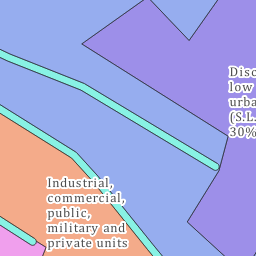 Disc
low
urba
(S.L.
30%
Industrial,
commercial,
public,
military and
private units